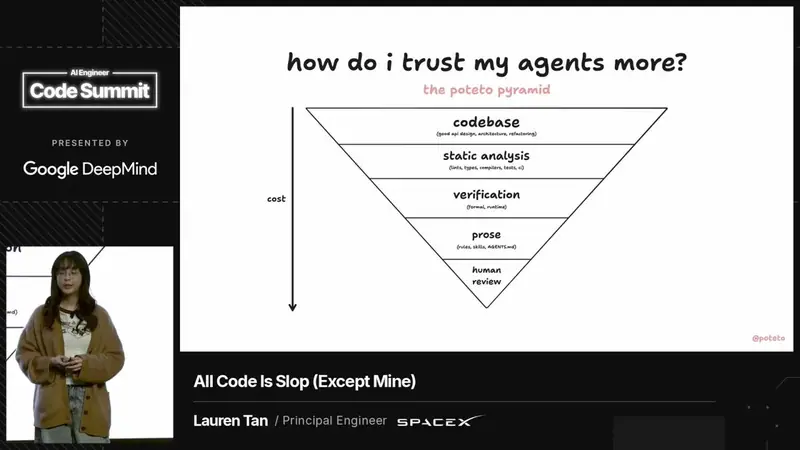 AI Engineer
Code Summit
PRESENTED BY
Google DeepMind
how do i trust my agents more?
the poteto pyramid
cost
codebase
(good api design, architecture, refactoring)
static analysis
(lints, types, compilers, tests, ci)
verification
(formal, runtime)
prose
(rules, skills, AGENTS.md)
human
review
@poteto
All Code Is Slop (Except Mine)
Lauren Tan / Principal Engineer SPACEX